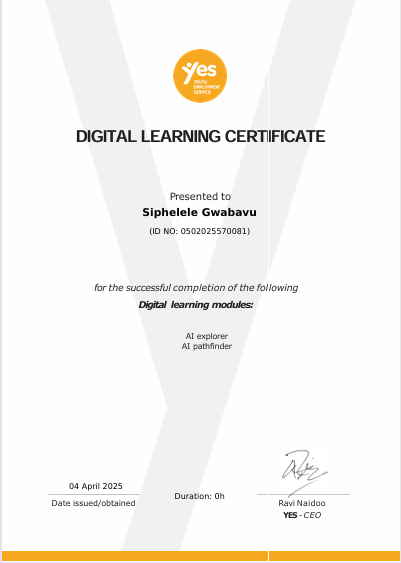 yes
YOUTH
EMPLOYMENT
SERVICE
DIGITAL LEARNING CERTIFICATE
Presented to
Siphelele Gwabavu
(ID NO: 0502025570081)
for the successful completion of the following
Digital learning modules:
AI explorer
AI pathfinder
04 April 2025
Date issued/obtained
Duration: 0h
Ravi Naidoo
YES - CEO